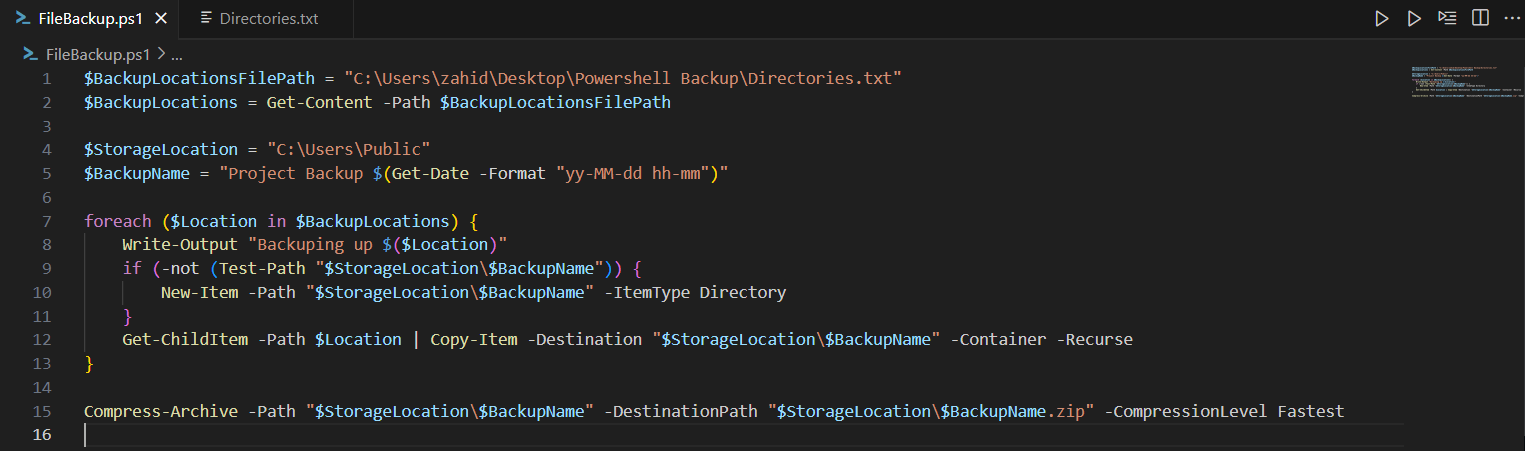 FileBackup.ps1
Directories.txt
FileBackup.ps1 > ...
1 $BackupLocationsFilePath = "C:\Users\zahid\Desktop\Powershell Backup\Directories.txt"
2 $BackupLocations = Get-Content -Path $BackupLocationsFilePath
3
4 $StorageLocation = "C:\Users\Public"
5 $BackupName = "Project Backup $(Get-Date -Format "yy-MM-dd hh-mm")"
6
7 foreach ($Location in $BackupLocations) {
8     Write-Output "Backuping up $($Location)"
9     if (-not (Test-Path "$StorageLocation\$BackupName")) {
10         New-Item -Path "$StorageLocation\$BackupName" -ItemType Directory
11     }
12     Get-ChildItem -Path $Location | Copy-Item -Destination "$StorageLocation\$BackupName" -Container -Recurse
13 }
14
15 Compress-Archive -Path "$StorageLocation\$BackupName" -DestinationPath "$StorageLocation\$BackupName.zip" -CompressionLevel Fastest
16